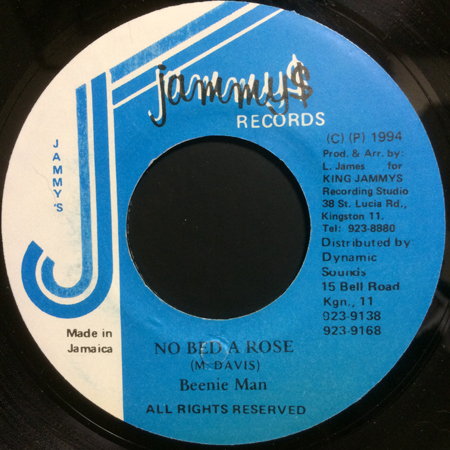 jammy$
RECORDS
JAMMY'S
(C) (P) 1994
Prod. & Arr. by:
L. James for
KING JAMMYS
Recording Studio
38 St. Lucia Rd.,
Kingston 11.
Tel: 923-8880
Distributed by
Dynamic
Sounds
15 Bell Road
Kgn., 11
923-9138
923-9168
Made in
Jamaica
NO BED A ROSE
(M. DAVIS)
Beenie Man
ALL RIGHTS RESERVED